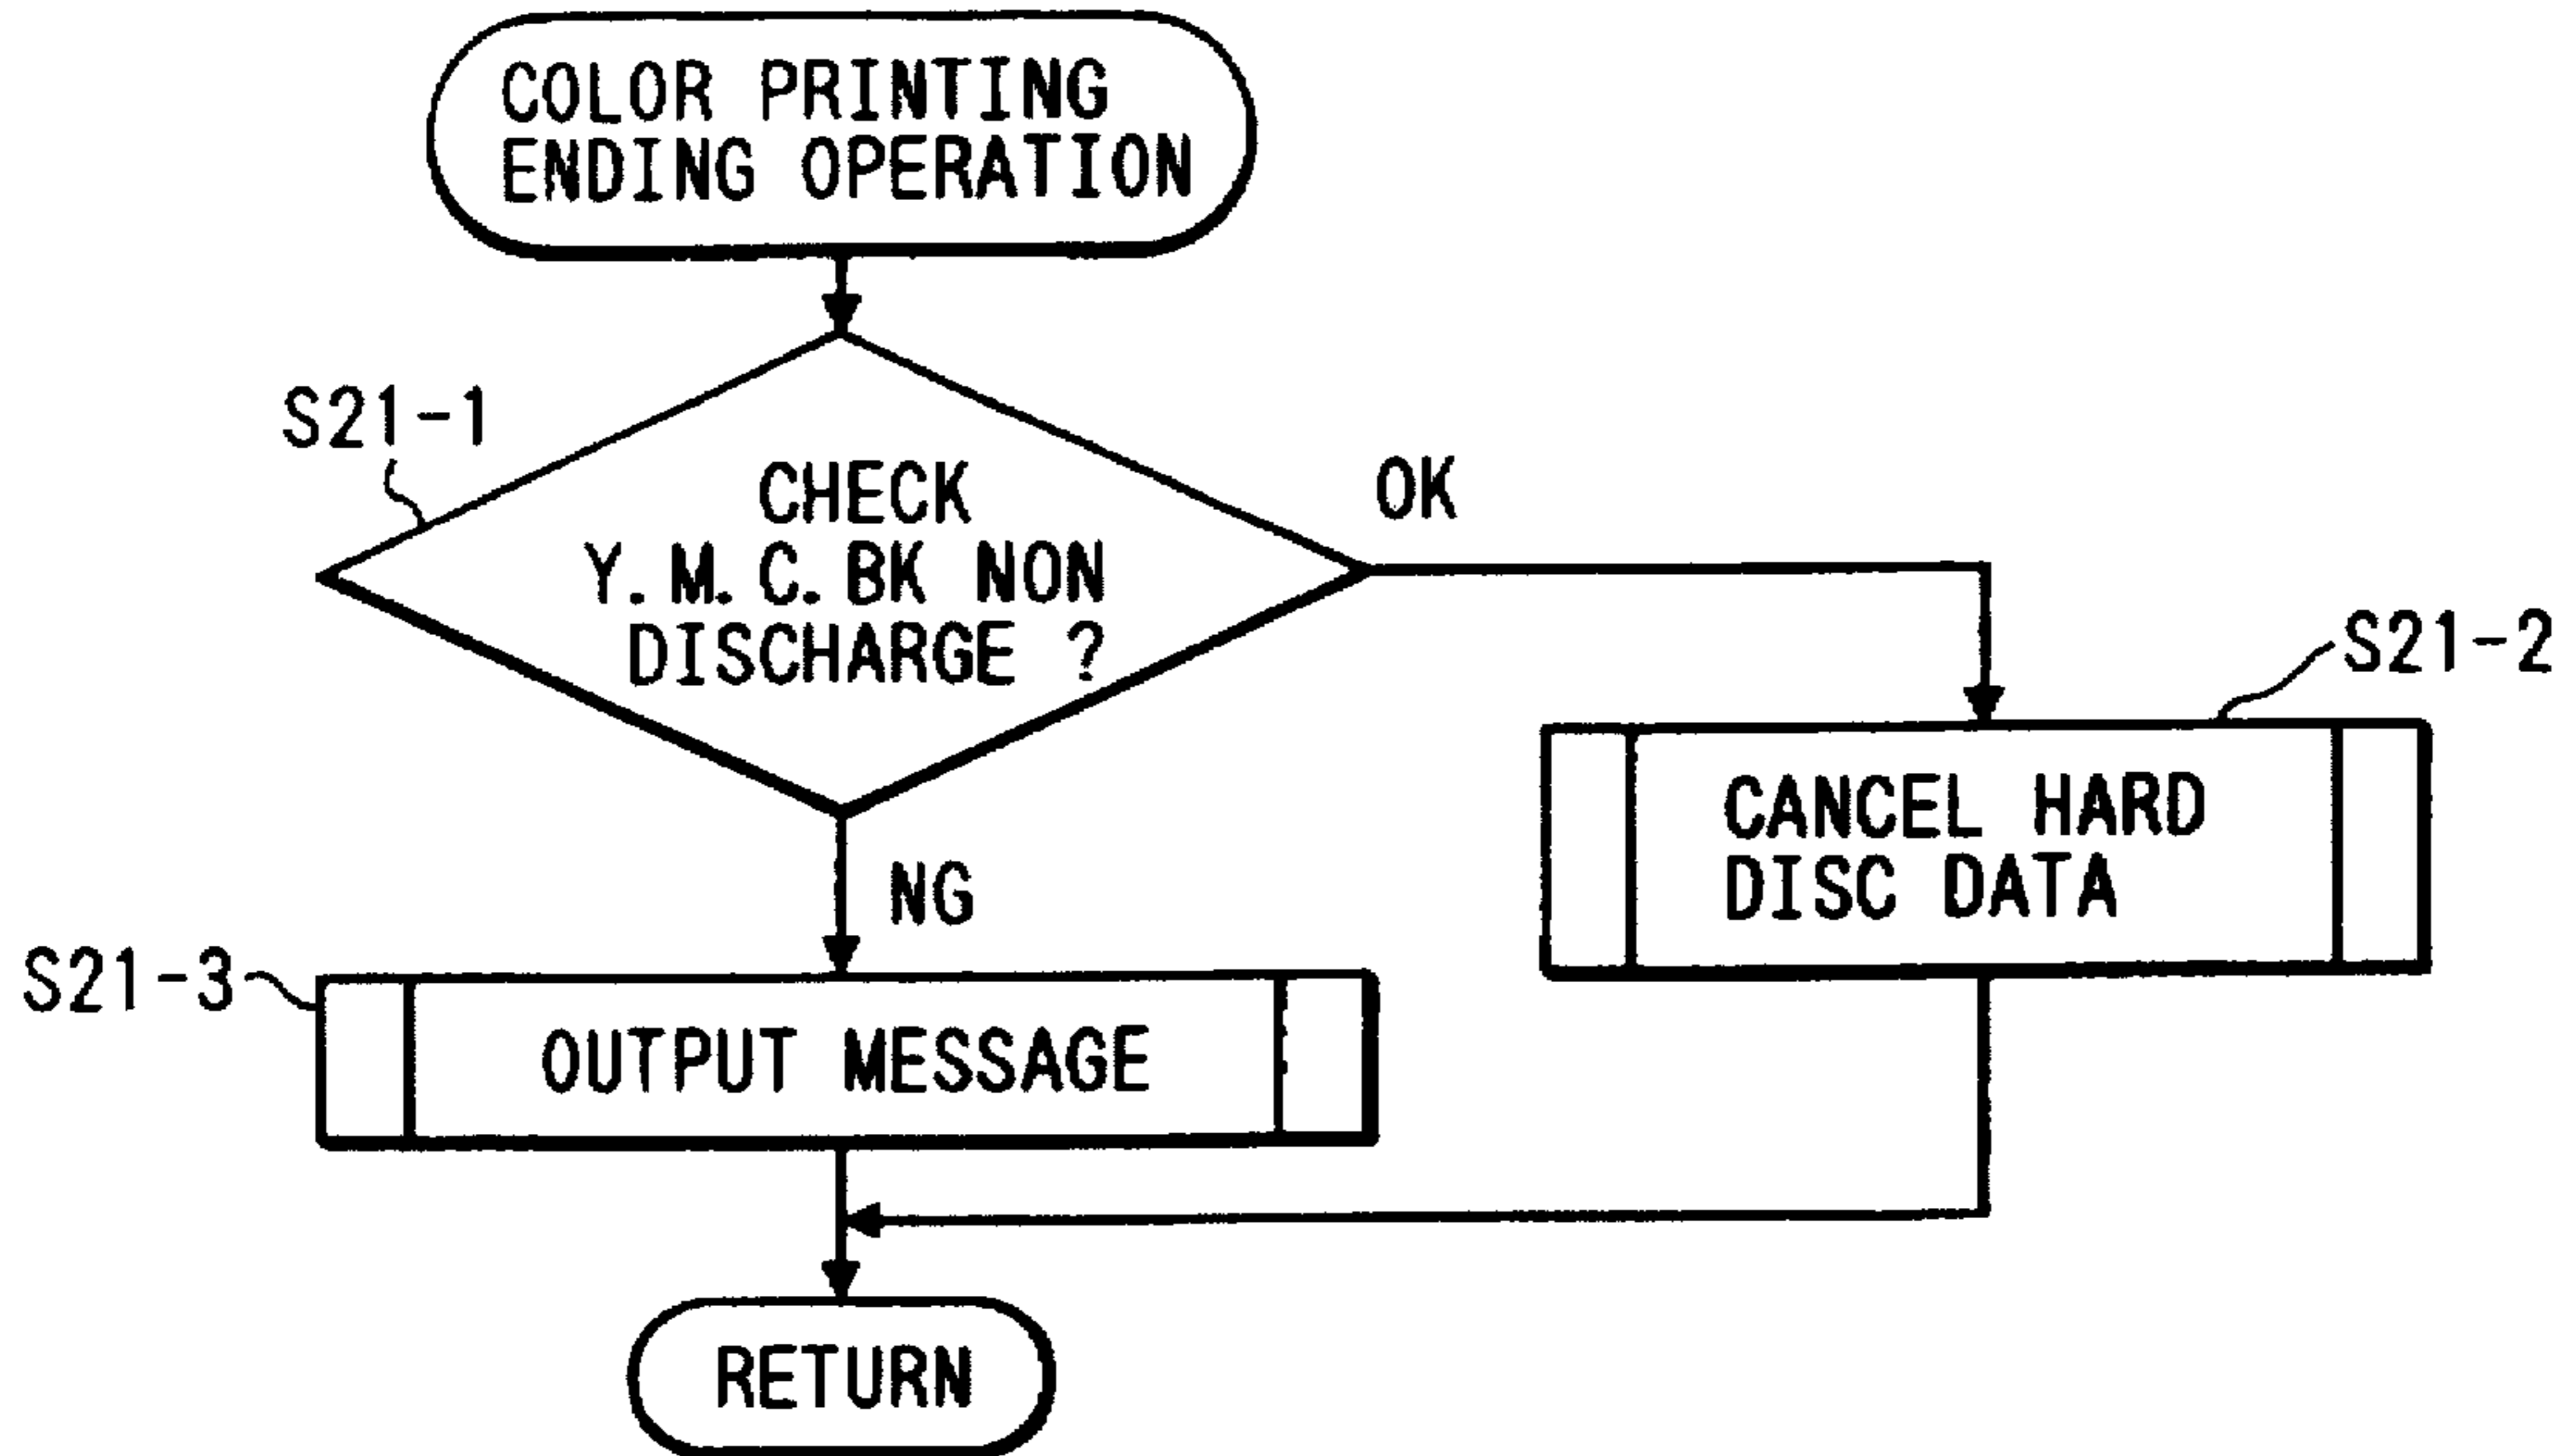 COLOR PRINTING
ENDING OPERATION
S21-1
CHECK
Y.M.C.BK NON
DISCHARGE ?
OK
S21-2
CANCEL HARD
DISC DATA
NG
S21-3
OUTPUT MESSAGE
RETURN